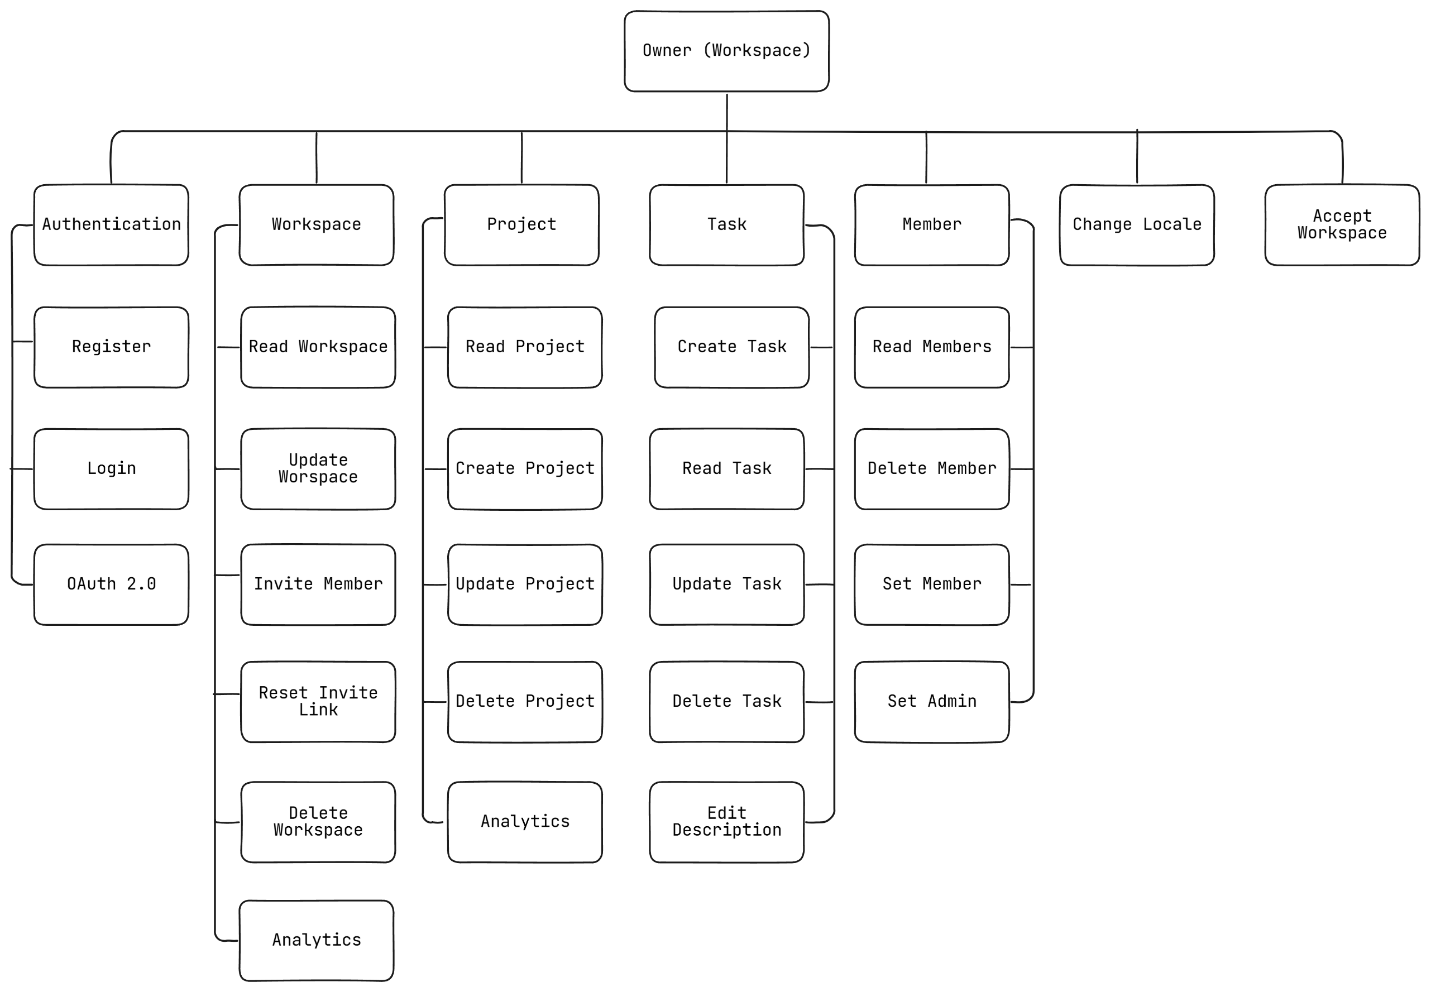 Owner (Workspace)
Authentication
Workspace
Project
Task
Member
Change Locale
Accept
Workspace
Register
Read Workspace
Read Project
Create Task
Read Members
Login
Update
Worspace
Create Project
Read Task
Delete Member
OAuth 2.0
Invite Member
Update Project
Update Task
Set Member
Reset Invite
Link
Delete Project
Delete Task
Set Admin
Delete
Workspace
Analytics
Edit
Description
Analytics